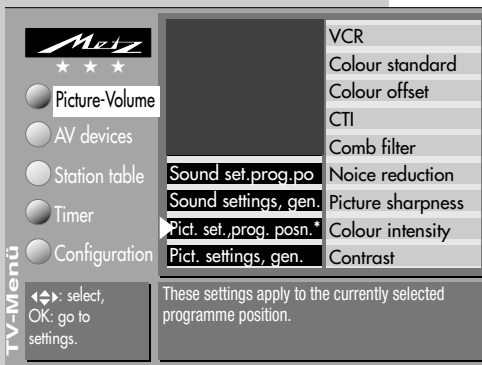 Metz
Picture-Volume
AV devices
Station table
Timer
Configuration
TV-Menü
Sound set.prog.po
Sound settings, gen.
Pict. set.,prog. posn.*
Pict. settings, gen.
VCR
Colour standard
Colour offset
CTI
Comb filter
Noice reduction
Picture sharpness
Colour intensity
Contrast
: select,
OK: go to
settings.
These settings apply to the currently selected
programme position.